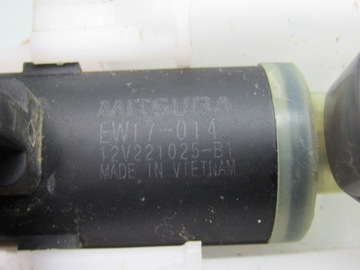 MITSUBA
EW17-014
12V221025-B1
MADE IN VIETNAM